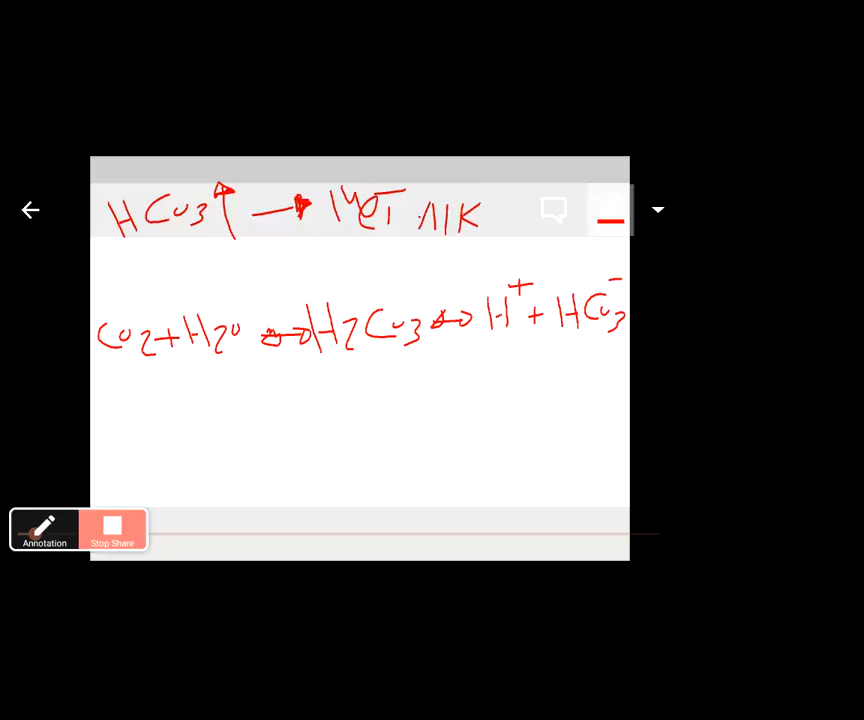 HCO3↑ → Met Alk
CO2+H2O ↔ H2CO3 ↔ H+ + HCO3-
Annotation
Stop Share